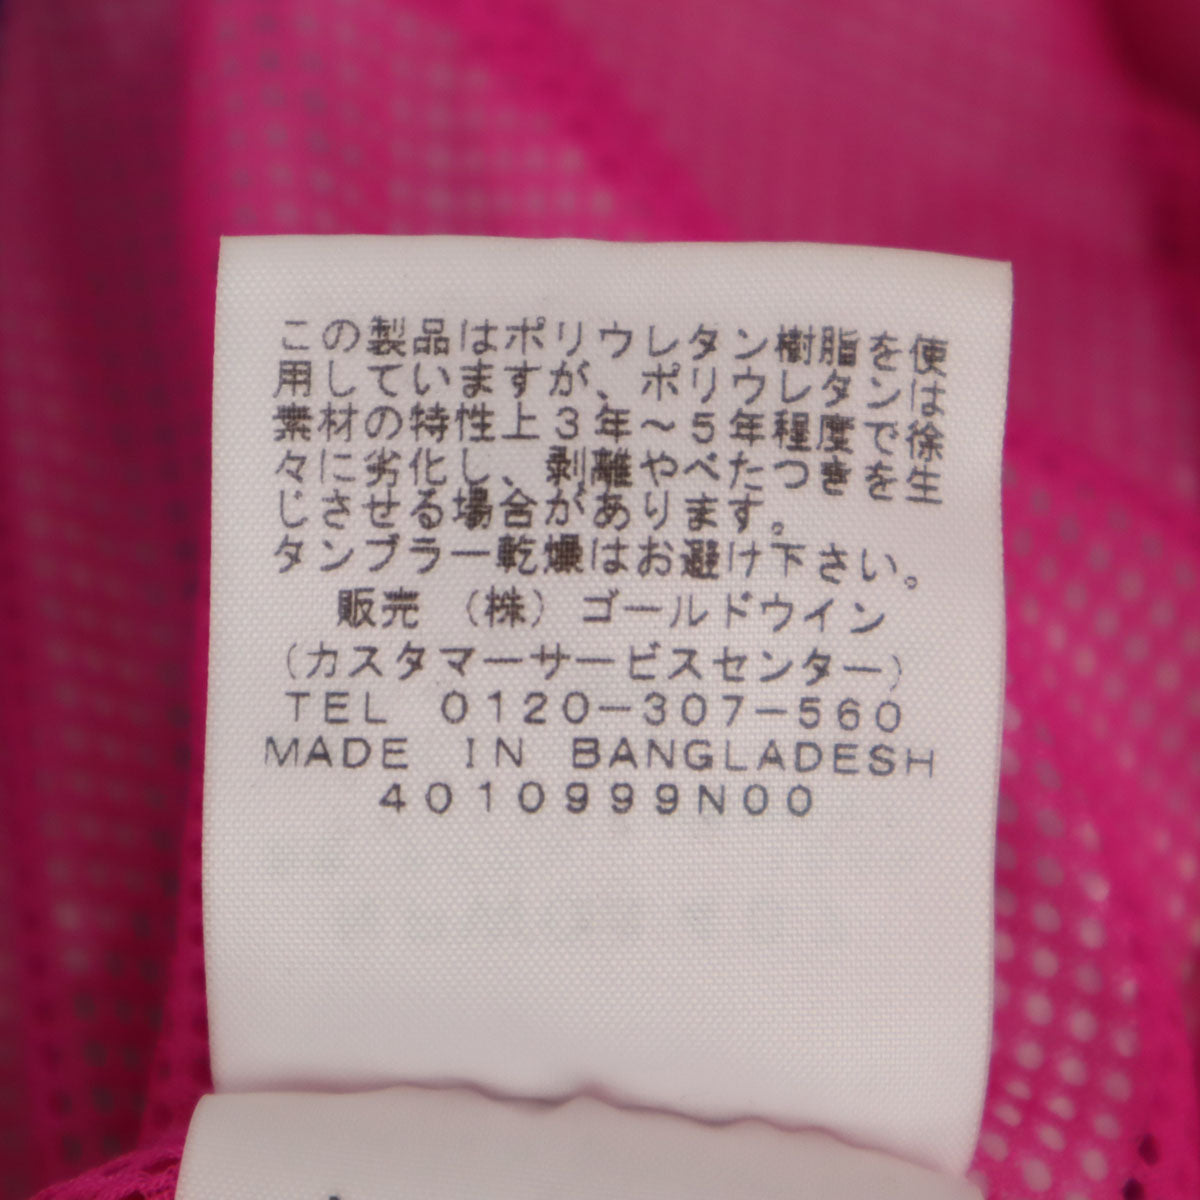 この製品はポリウレタン樹脂を使
用していますが、ポリウレタンは
素材の特性上3年～5年程度で徐
々に劣化し、剥離やべたつきを生
じさせる場合があります。
タンブラー乾燥はお避け下さい。
販売 (株) ゴールドウイン
(カスタマーサービスセンター)
TEL 0120-307-560
MADE IN BANGLADESH
4010999N00